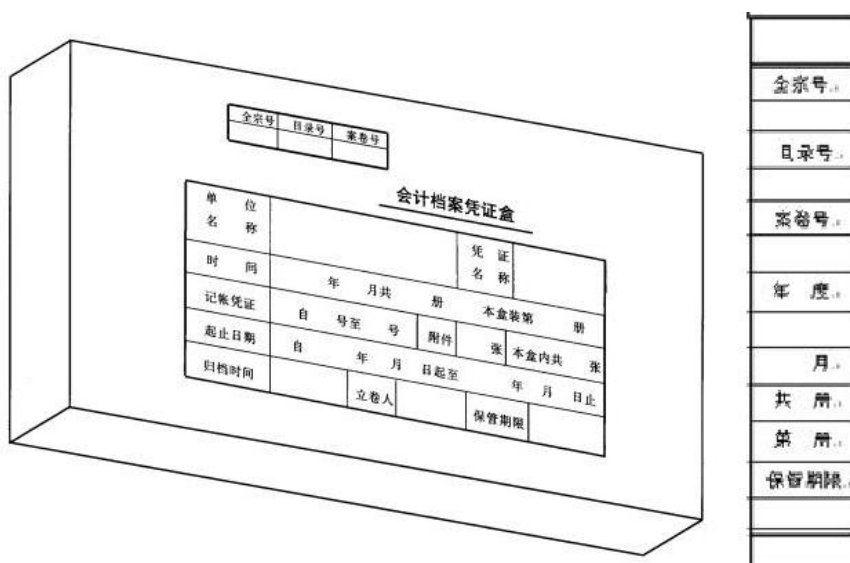 全宗号 目录号 案卷号
会计档案凭证盒
单 位
名 称
凭 证
名 称
时 间 年 月共 册 本盒装第 册
记帐凭证 自 号至 号 附件 张 本盒内共 张
起止日期 自 年 月 日起至 年 月 日止
归档时间 立卷人 保管期限
全宗号
目录号
案卷号
年 度
月
共 册
第 册
保管期限